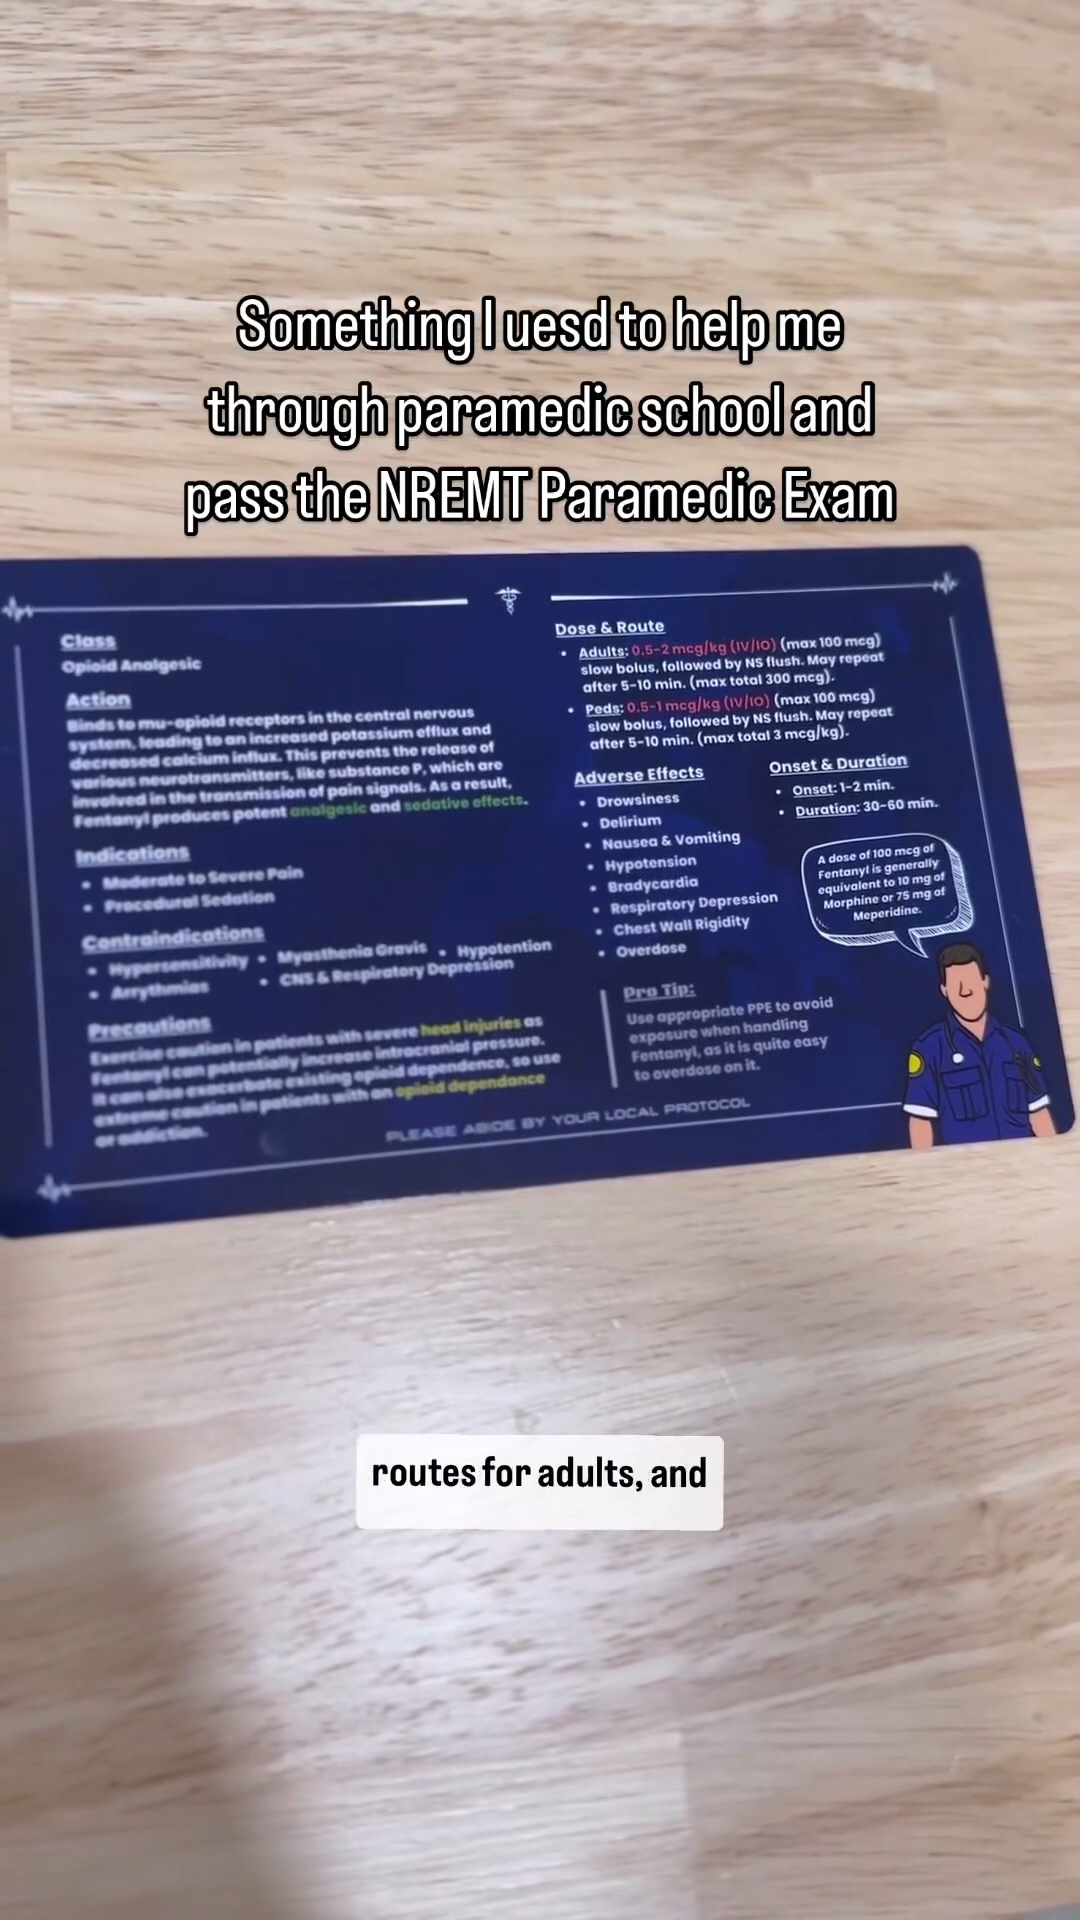 Something I uesd to help me
through paramedic school and
pass the NREMT Paramedic Exam
Class
Opioid Analgesic
Action
Binds to mu-opioid receptors in the central nervous
system, leading to an increased potassium efflux and
decreased calcium influx. This prevents the release of
various neurotransmitters, like substance P, which are
involved in the transmission of pain signals. As a result,
Fentanyl produces potent analgesic and sedative effects.
Indications
• Moderate to Severe Pain
• Procedural Sedation
Contraindications
• Hypersensitivity • Myasthenia Gravis • Hypotention
• Arrythmias • CNS & Respiratory Depression
Precautions
Exercise caution in patients with severe head injuries as
Fentanyl can potentially increase intracranial pressure.
It can also exacerbate existing opioid dependence, so use
extreme caution in patients with an opioid dependance
or addiction.
Dose & Route
• Adults: 0.5-2 mcg/kg (IV/IO) (max 100 mcg)
slow bolus, followed by NS flush. May repeat
after 5-10 min. (max total 300 mcg).
• Peds: 0.5-1 mcg/kg (IV/IO) (max 100 mcg)
slow bolus, followed by NS flush. May repeat
after 5-10 min. (max total 3 mcg/kg).
Adverse Effects
• Drowsiness
• Delirium
• Nausea & Vomiting
• Hypotension
• Bradycardia
• Respiratory Depression
• Chest Wall Rigidity
• Overdose
Onset & Duration
• Onset: 1-2 min.
• Duration: 30-60 min.
A dose of 100 mcg of
Fentanyl is generally
equivalent to 10 mg of
Morphine or 75 mg of
Meperidine.
Pro Tip:
Use appropriate PPE to avoid
exposure when handling
Fentanyl, as it is quite easy
to overdose on it.
PLEASE ABIDE BY YOUR LOCAL PROTOCOL
routes for adults, and